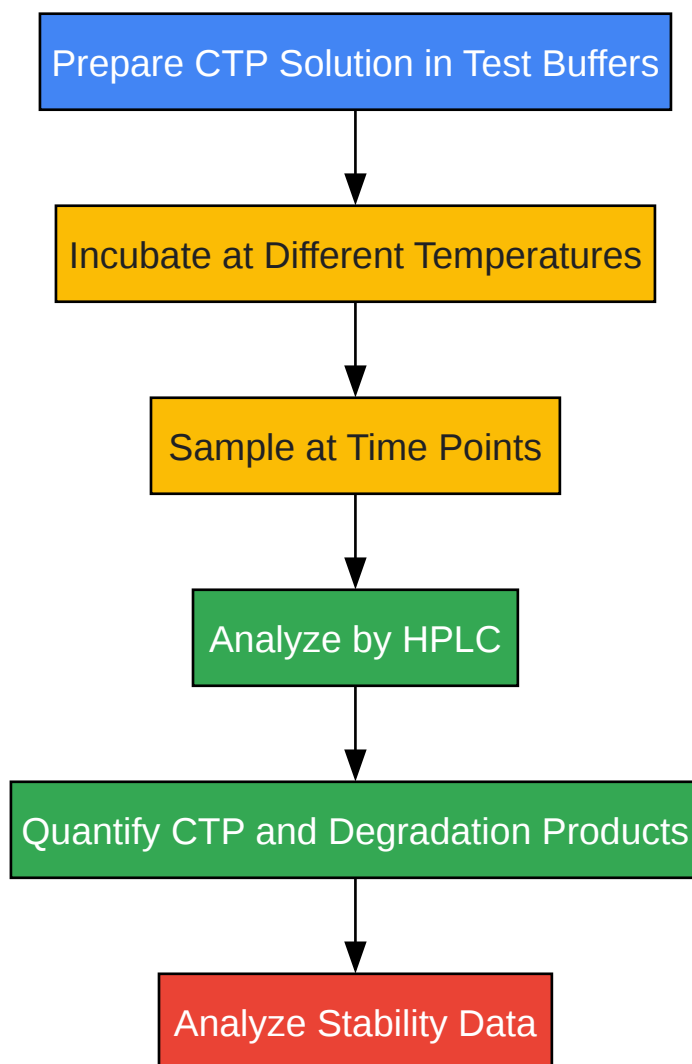 Prepare CTP Solution in Test Buffers
Incubate at Different Temperatures
Sample at Time Points
Analyze by HPLC
Quantify CTP and Degradation Products
Analyze Stability Data